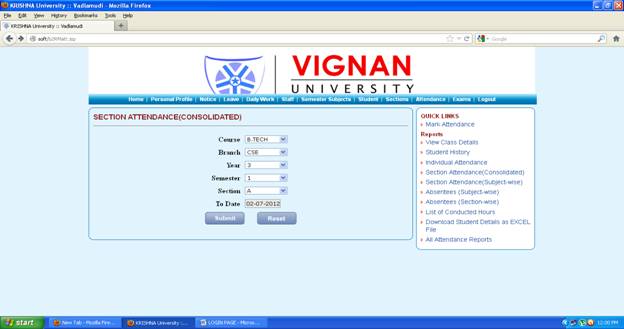 KRISHNA University :: Vadlamudi - Mozilla Firefox
File Edit View History Bookmarks Tools Help
KRISHNA University :: Vadlamudi
Google
VIGNAN
UNIVERSITY
Home | Personal Profile | Notice | Leave | Daily Work | Staff | Semester Subjects | Student | Sections | Attendance | Exams | Logout
SECTION ATTENDANCE(CONSOLIDATED)
Course B.TECH
Branch CSE
Year 3
Semester 1
Section A
To Date 02-07-2012
Submit Reset
QUICK LINKS
Mark Attendance
Reports
View Class Details
Student History
Individual Attendance
Section Attendance(Consolidated)
Section Attendance(Subject-wise)
Absentees (Subject-wise)
Absentees (Section-wise)
List of Conducted Hours
Download Student Details as EXCEL
File
All Attendance Reports
start New Tab - Mozilla Fire... KRISHNA University :... LOGIN PAGE - Micros... 12:30 PM